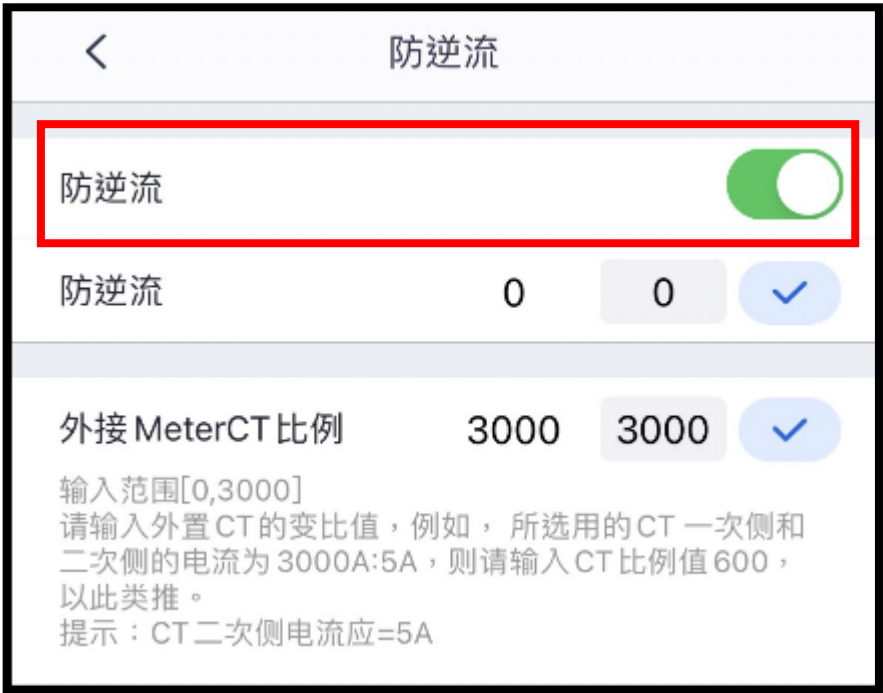 防逆流
防逆流
防逆流 0 0
外接MeterCT比例 3000 3000
输入范围[0,3000]
请输入外置CT的变比值，例如， 所选用的CT 一次侧和
二次侧的电流为3000A:5A，则请输入CT比例值600，
以此类推。
提示：CT二次侧电流应=5A